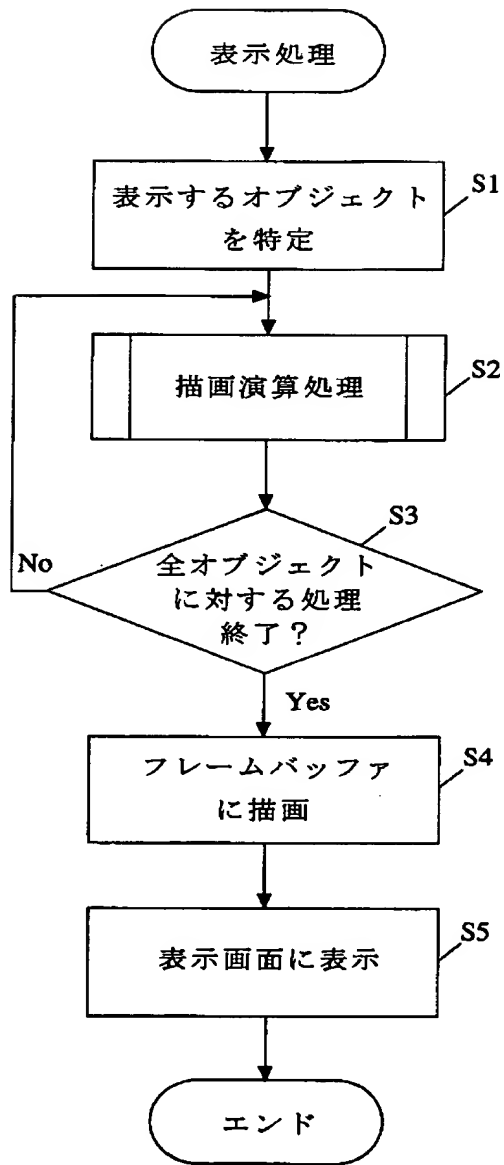 表示処理
表示するオブジェクト
を特定
S1
描画演算処理
S2
S3
全オブジェクト
に対する処理
終了？
No
Yes
フレームバッファ
に描画
S4
表示画面に表示
S5
エンド